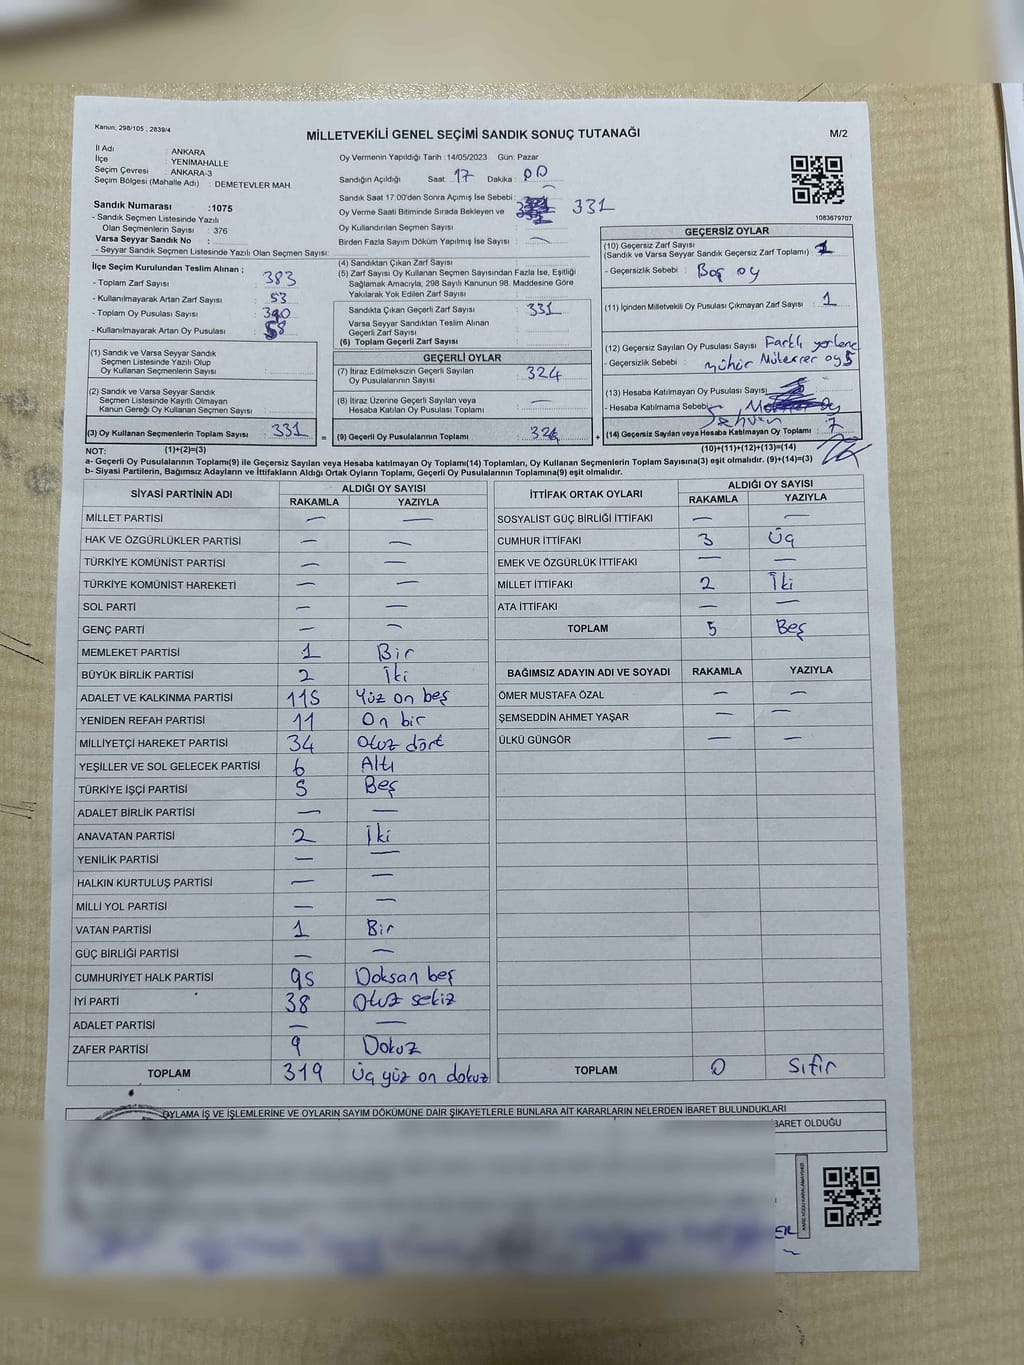 Kanun: 298/105 , 2839/4
MİLLETVEKİLİ GENEL SEÇİMİ SANDIK SONUÇ TUTANAĞI
M/2
İl Adı : ANKARA
İlçe : YENİMAHALLE
Seçim Çevresi : ANKARA-3
Seçim Bölgesi (Mahalle Adı) : DEMETEVLER MAH.
Sandık Numarası :1075
- Sandık Seçmen Listesinde Yazılı
Olan Seçmenlerin Sayısı : 376
Varsa Seyyar Sandık No :
- Seyyar Sandık Seçmen Listesinde Yazılı Olan Seçmen Sayısı:
İlçe Seçim Kurulundan Teslim Alınan ;
- Toplam Zarf Sayısı : 383
- Kullanılmayarak Artan Zarf Sayısı : 53
- Toplam Oy Pusulası Sayısı : 390
- Kullanılmayarak Artan Oy Pusulası : 58
(1) Sandık ve Varsa Seyyar Sandık
Seçmen Listesinde Yazılı Olup
Oy Kullanan Seçmenlerin Sayısı :
(2) Sandık ve Varsa Seyyar Sandık
Seçmen Listesinde Kayıtlı Olmayan
Kanun Gereği Oy Kullanan Seçmen Sayısı :
(3) Oy Kullanan Seçmenlerin Toplam Sayısı : 331
(1)+(2)=(3)
Oy Vermenin Yapıldığı Tarih :14/05/2023 Gün: Pazar
Sandığın Açıldığı Saat: 17 Dakika : 00
Sandık Saat 17:00'den Sonra Açımış İse Sebebi : —
Oy Verme Saati Bitiminde Sırada Bekleyen ve 331
Oy Kullandırılan Seçmen Sayısı :
Birden Fazla Sayım Döküm Yapılmış İse Sayısı : —
(4) Sandıktan Çıkan Zarf Sayısı :
(5) Zarf Sayısı Oy Kullanan Seçmen Sayısından Fazla İse, Eşitliği
Sağlamak Amacıyla; 298 Sayılı Kanunun 98. Maddesine Göre
Yakılarak Yok Edilen Zarf Sayısı :
Sandıkta Çıkan Geçerli Zarf Sayısı : 331
Varsa Seyyar Sandıktan Teslim Alınan
Geçerli Zarf Sayısı :
(6) Toplam Geçerli Zarf Sayısı :
GEÇERLİ OYLAR
(7) İtiraz Edilmeksizin Geçerli Sayılan
Oy Pusulalarının Sayısı : 324
(8) İtiraz Üzerine Geçerli Sayılan veya
Hesaba Katılan Oy Pusulası Toplamı : —
= (9) Geçerli Oy Pusulalarının Toplamı : 324 +
1083679707
GEÇERSİZ OYLAR
(10) Geçersiz Zarf Sayısı
(Sandık ve Varsa Seyyar Sandık Geçersiz Zarf Toplamı) :
- Geçersizlik Sebebi : Boş oy
(11) İçinden Milletvekili Oy Pusulası Çıkmayan Zarf Sayısı : 1
(12) Geçersiz Sayılan Oy Pusulası Sayısı : Farklı yerlere
- Geçersizlik Sebebi : mühür Mükerrer oy 5
(13) Hesaba Katılmayan Oy Pusulası Sayısı
- Hesaba Katılmama Sebebi
(14) Geçersiz Sayılan veya Hesaba Katılmayan Oy Toplamı : 7
(10)+(11)+(12)+(13)=(14)
NOT:
a- Geçerli Oy Pusulalarının Toplamı(9) ile Geçersiz Sayılan veya Hesaba katılmayan Oy Toplamı(14) Toplamları, Oy Kullanan Seçmenlerin Toplam Sayısına(3) eşit olmalıdır. (9)+(14)=(3)
b- Siyasi Partilerin, Bağımsız Adayların ve İttifakların Aldığı Ortak Oyların Toplamı, Geçerli Oy Pusulalarının Toplamına(9) eşit olmalıdır.
SİYASİ PARTİNİN ADI ALDIĞI OY SAYISI
RAKAMLA YAZIYLA
MİLLET PARTİSİ — —
HAK VE ÖZGÜRLÜKLER PARTİSİ — —
TÜRKİYE KOMÜNİST PARTİSİ — —
TÜRKİYE KOMÜNİST HAREKETİ — —
SOL PARTİ — —
GENÇ PARTİ — —
MEMLEKET PARTİSİ 1 Bir
BÜYÜK BİRLİK PARTİSİ 2 İki
ADALET VE KALKINMA PARTİSİ 115 Yüz on beş
YENİDEN REFAH PARTİSİ 11 On bir
MİLLİYETÇİ HAREKET PARTİSİ 34 Otuz dört
YEŞİLLER VE SOL GELECEK PARTİSİ 6 Altı
TÜRKİYE İŞÇİ PARTİSİ 5 Beş
ADALET BİRLİK PARTİSİ — —
ANAVATAN PARTİSİ 2 İki
YENİLİK PARTİSİ — —
HALKIN KURTULUŞ PARTİSİ — —
MİLLİ YOL PARTİSİ — —
VATAN PARTİSİ 1 Bir
GÜÇ BİRLİĞİ PARTİSİ — —
CUMHURİYET HALK PARTİSİ 95 Doksan beş
İYİ PARTİ 38 Otuz sekiz
ADALET PARTİSİ — —
ZAFER PARTİSİ 9 Dokuz
TOPLAM 319 Üç yüz on dokuz
İTTİFAK ORTAK OYLARI ALDIĞI OY SAYISI
RAKAMLA YAZIYLA
SOSYALİST GÜÇ BİRLİĞİ İTTİFAKI — —
CUMHUR İTTİFAKI 3 Üç
EMEK VE ÖZGÜRLÜK İTTİFAKI — —
MİLLET İTTİFAKI 2 İki
ATA İTTİFAKI — —
TOPLAM 5 Beş
BAĞIMSIZ ADAYIN ADI VE SOYADI RAKAMLA YAZIYLA
ÖMER MUSTAFA ÖZAL — —
ŞEMSEDDİN AHMET YAŞAR — —
ÜLKÜ GÜNGÖR — —
TOPLAM 0 Sıfır
OYLAMA İŞ VE İŞLEMLERİNE VE OYLARIN SAYIM DÖKÜMÜNE DAİR ŞİKAYETLERLE BUNLARA AİT KARARLARIN NELERDEN İBARET BULUNDUKLARI
BARET OLDUĞU